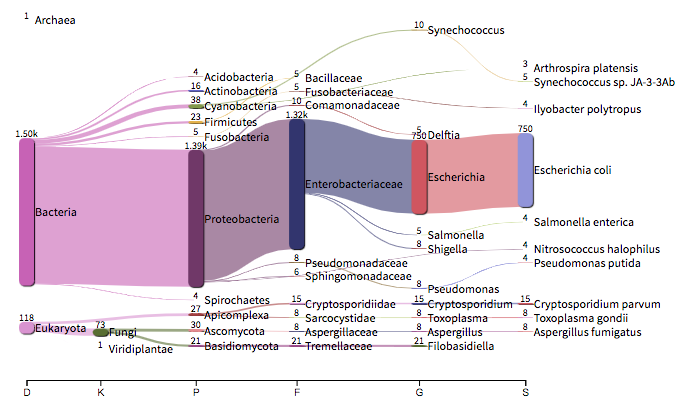 1 Archaea
1.50k Bacteria
118 Eukaryota
73 Fungi
1 Viridiplantae
4 Acidobacteria
16 Actinobacteria
38 Cyanobacteria
23 Firmicutes
5 Fusobacteria
1.39k Proteobacteria
4 Spirochaetes
27 Apicomplexa
30 Ascomycota
21 Basidiomycota
5 Bacillaceae
5 Fusobacteriaceae
10 Comamonadaceae
1.32k Enterobacteriaceae
8 Pseudomonadaceae
6 Sphingomonadaceae
15 Cryptosporidiidae
8 Sarcocystidae
8 Aspergillaceae
21 Tremellaceae
10 Synechococcus
5 Delftia
750 Escherichia
5 Salmonella
8 Shigella
8 Pseudomonas
15 Cryptosporidium
8 Toxoplasma
8 Aspergillus
21 Filobasidiella
3 Arthrospira platensis
5 Synechococcus sp. JA-3-3Ab
4 Ilyobacter polytropus
750 Escherichia coli
4 Salmonella enterica
4 Nitrosococcus halophilus
4 Pseudomonas putida
15 Cryptosporidium parvum
8 Toxoplasma gondii
8 Aspergillus fumigatus
D K P F G S